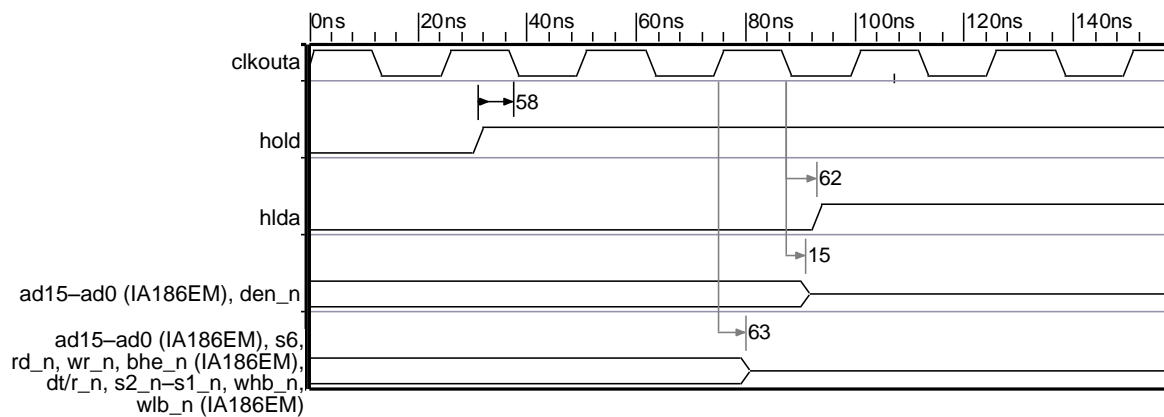 0ns 20ns 40ns 60ns 80ns 100ns 120ns 140ns
clkouta
58
hold
62
hlda
15
ad15–ad0 (IA186EM), den_n
63
ad15–ad0 (IA186EM), s6,
rd_n, wr_n, bhe_n (IA186EM),
dt/r_n, s2_n–s1_n, whb_n,
wlb_n (IA186EM)